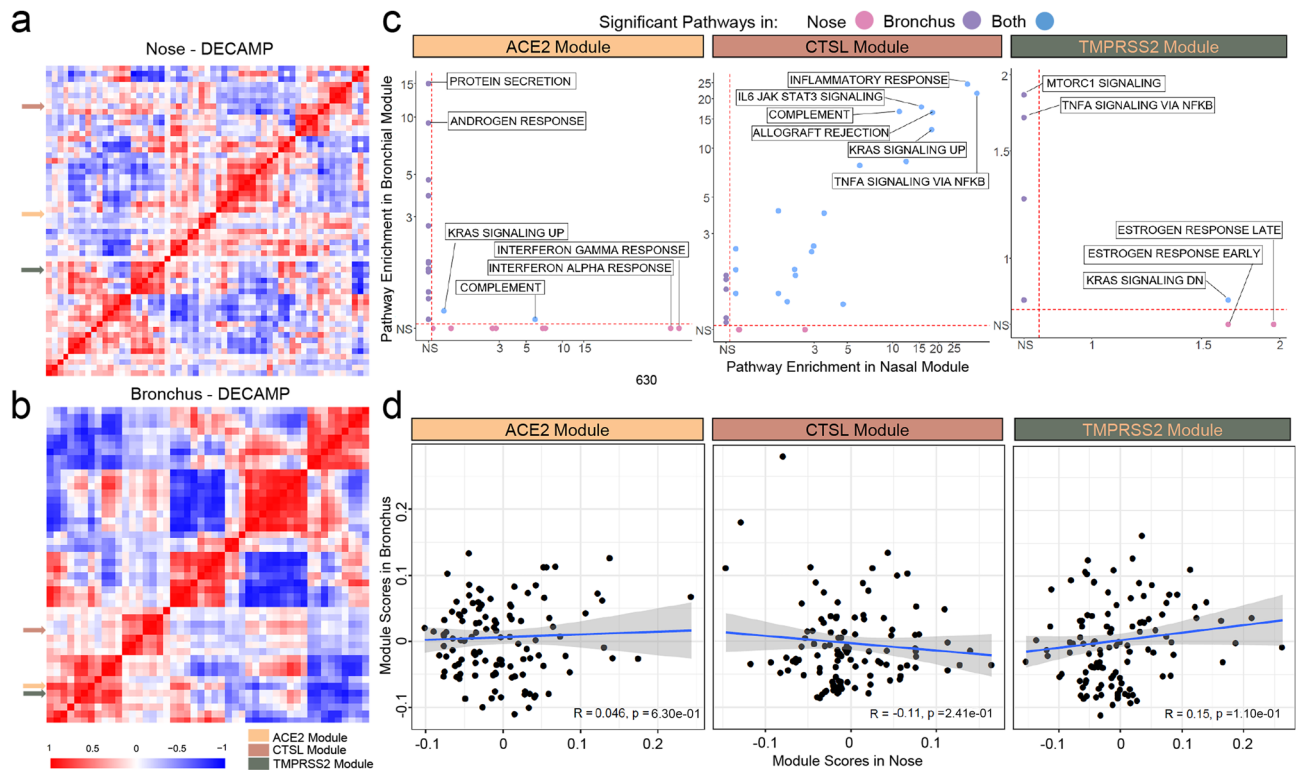 a
Nose - DECAMP
b
Bronchus - DECAMP
1 0.5 0 −0.5 −1
ACE2 Module
CTSL Module
TMPRSS2 Module
c
Significant Pathways in: Nose Bronchus Both
ACE2 Module
CTSL Module
TMPRSS2 Module
Pathway Enrichment in Bronchial Module
15
10
5
3
NS
PROTEIN SECRETION
ANDROGEN RESPONSE
KRAS SIGNALING UP
INTERFERON GAMMA RESPONSE
INTERFERON ALPHA RESPONSE
COMPLEMENT
NS 3 5 10 15
630
25
20
15
10
5
3
NS
INFLAMMATORY RESPONSE
IL6 JAK STAT3 SIGNALING
COMPLEMENT
ALLOGRAFT REJECTION
KRAS SIGNALING UP
TNFA SIGNALING VIA NFKB
NS 3 5 10 15 20 25
Pathway Enrichment in Nasal Module
2
1.5
1
NS
MTORC1 SIGNALING
TNFA SIGNALING VIA NFKB
ESTROGEN RESPONSE LATE
ESTROGEN RESPONSE EARLY
KRAS SIGNALING DN
NS 1 1.5 2
d
ACE2 Module
CTSL Module
TMPRSS2 Module
Module Scores in Bronchus
0.2
0.1
0
-0.1
R = 0.046, p =6.30e-01
R = -0.11, p =2.41e-01
R = 0.15, p =1.10e-01
-0.1 0 0.1 0.2
-0.1 0 0.1
-0.1 0 0.1 0.2
Module Scores in Nose